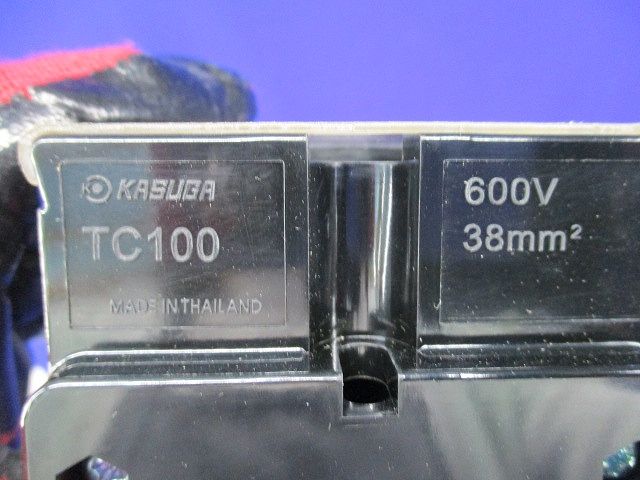 KASUGA
TC100
MADE IN THAILAND
600V
38mm²